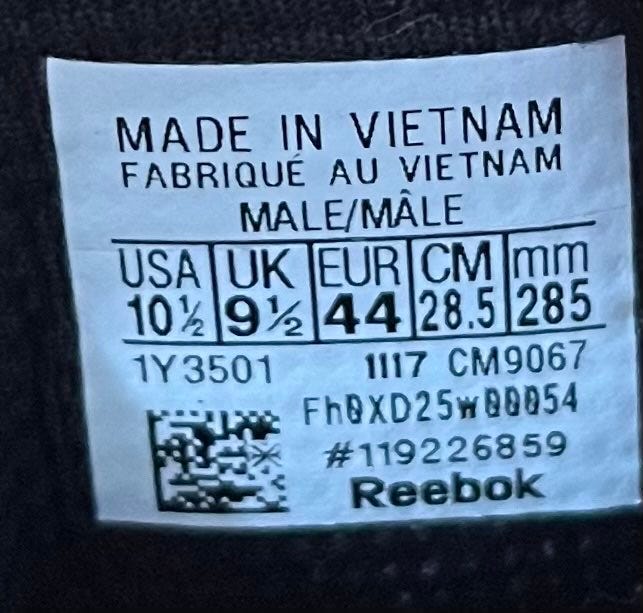 MADE IN VIETNAM
FABRIQUÉ AU VIETNAM
MALE/MÂLE
USA UK EUR CM mm
10½ 9½ 44 28.5 285
1Y3501 1117 CM9067
Fh0XD25w00054
#119226859
Reebok